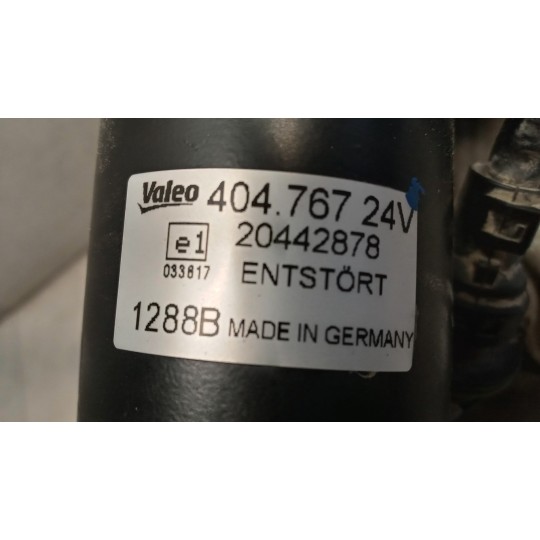 Valeo 404.767 24V
e1 20442878
033817 ENTSTÖRT
1288B MADE IN GERMANY